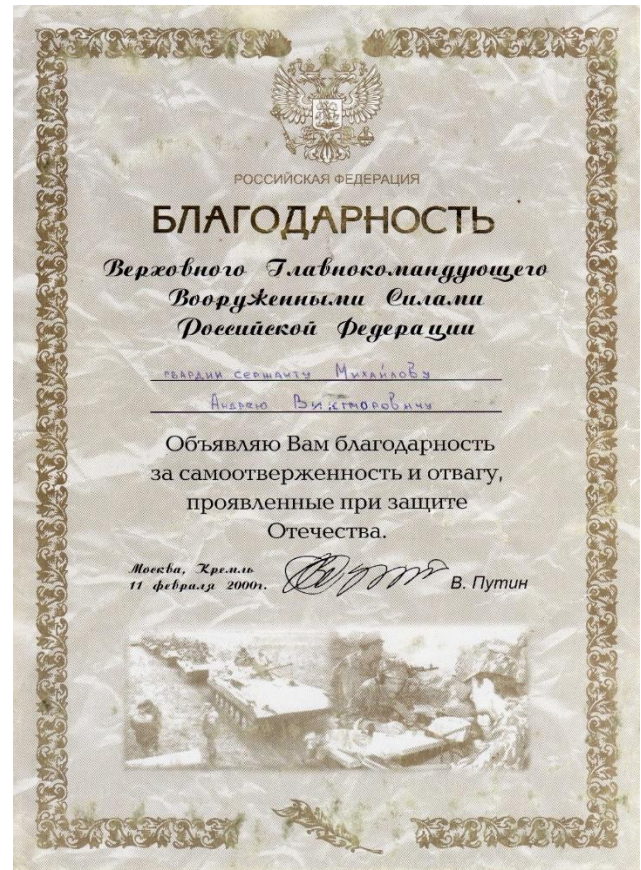 РОССИЙСКАЯ ФЕДЕРАЦИЯ
БЛАГОДАРНОСТЬ
Верховного Главнокомандующего
Вооруженными Силами
Российской Федерации
гвардии сержанту Михайлову
Андрею Викторовичу
Объявляю Вам благодарность
за самоотверженность и отвагу,
проявленные при защите
Отечества.
Москва, Кремль
11 февраля 2000г.
В. Путин